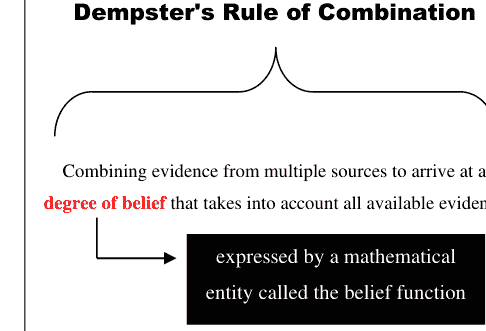 Dempster's Rule of Combination
Combining evidence from multiple sources to arrive at a
degree of belief that takes into account all available eviden
expressed by a mathematical
entity called the belief function